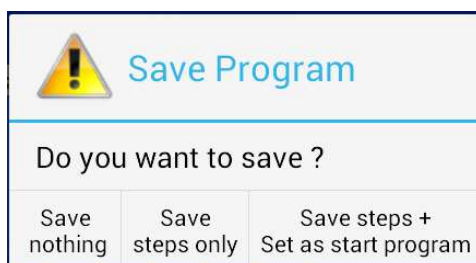 Save Program
Do you want to save ?
Save nothing
Save steps only
Save steps +
Set as start program